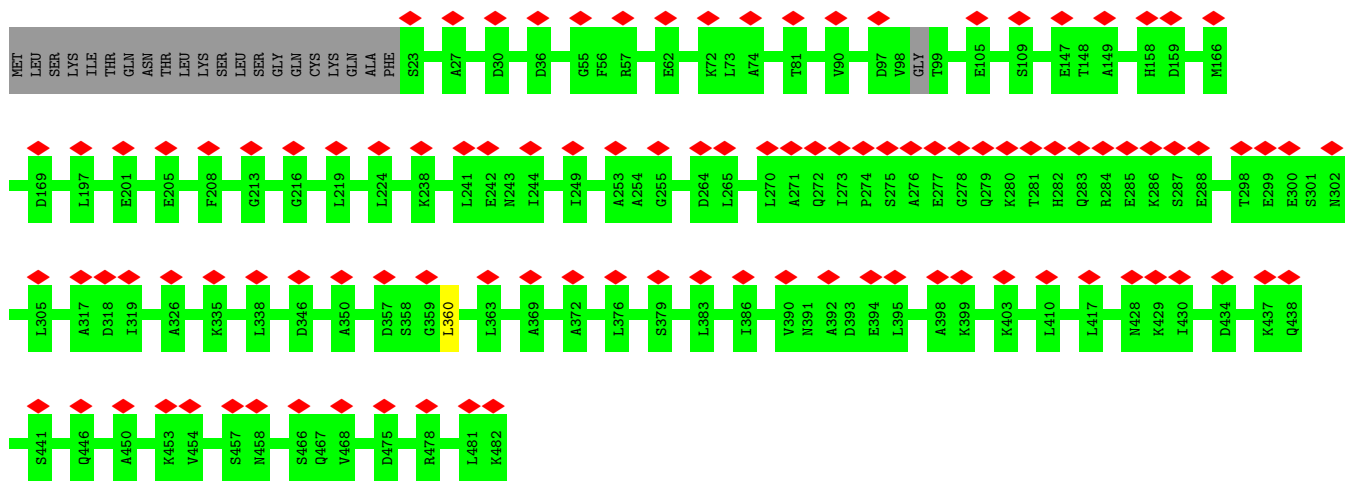 MET LEU SER LYS ILE THR GLN ASN THR LEU LYS SER LEU SER GLY GLN CYS LYS GLN ALA PHE S23 A27 D30 D36 G55 F56 R57 E62 K72 L73 A74 T81 V90 D97 V98 GLY T99 E105 S109 E147 T148 A149 H158 D159 M166
D169 L197 E201 E205 F208 G213 G216 L219 L224 K238 L241 E242 N243 I244 I249 A253 A254 G255 D264 L265 L270 A271 Q272 I273 P274 S275 A276 E277 G278 Q279 K280 T281 H282 Q283 R284 E285 K286 S287 E288 T298 E299 E300 S301 N302
L305 A317 D318 I319 A326 K335 L338 D346 A350 D357 S358 G359 L360 L363 A369 A372 L376 S379 L383 I386 V390 N391 A392 D393 E394 L395 A398 K399 K403 L410 L417 N428 K429 I430 D434 K437 Q438
S441 Q446 A450 K453 V454 S457 N458 S466 Q467 V468 D475 R478 L481 K482